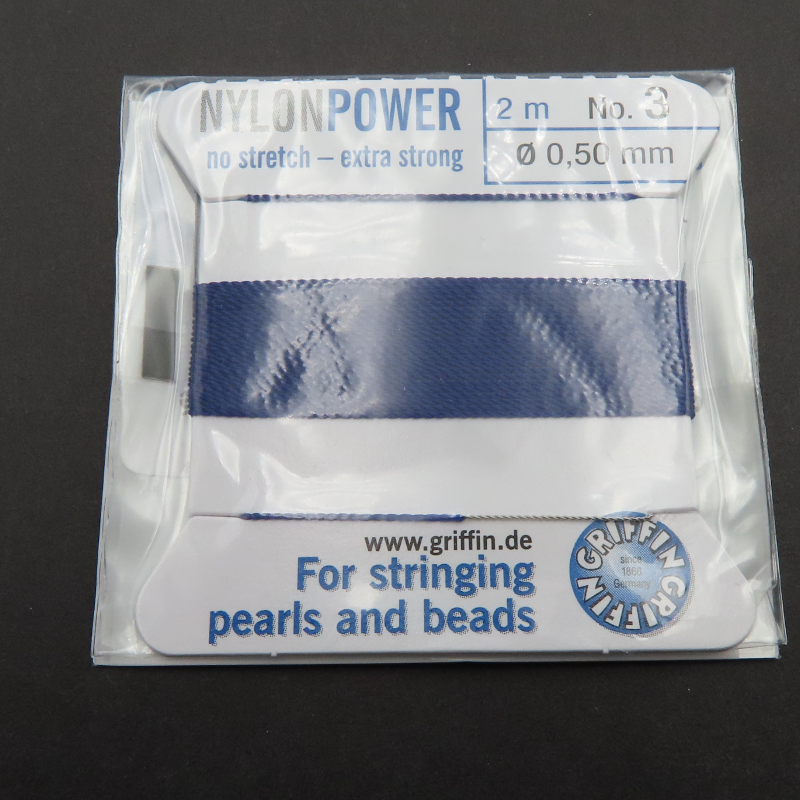 NYLONPOWER
no stretch – extra strong
2 m No. 3
Ø 0,50 mm
www.griffin.de
For stringing
pearls and beads
GRIFFIN GRIFFIN
since
1866
Germany